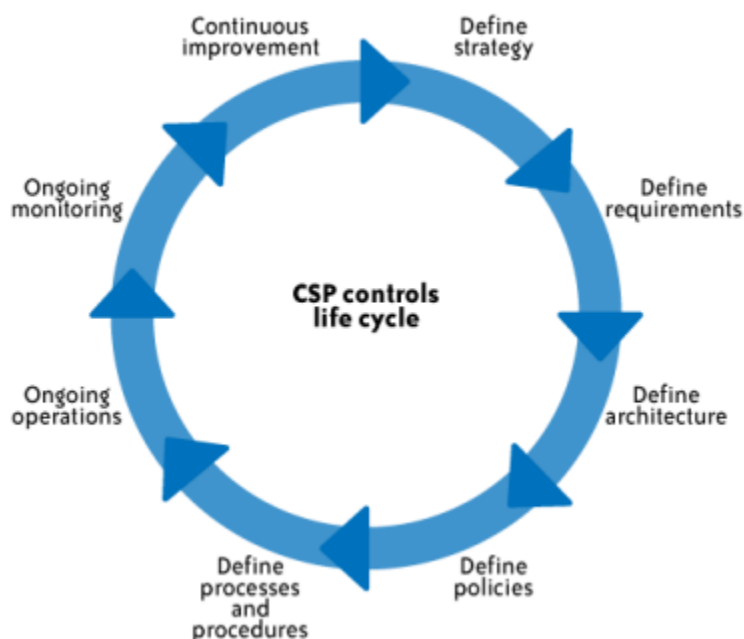 Continuous
improvement
Define
strategy
Define
requirements
Define
architecture
Define
policies
Define
processes
and
procedures
Ongoing
operations
Ongoing
monitoring
CSP controls
life cycle